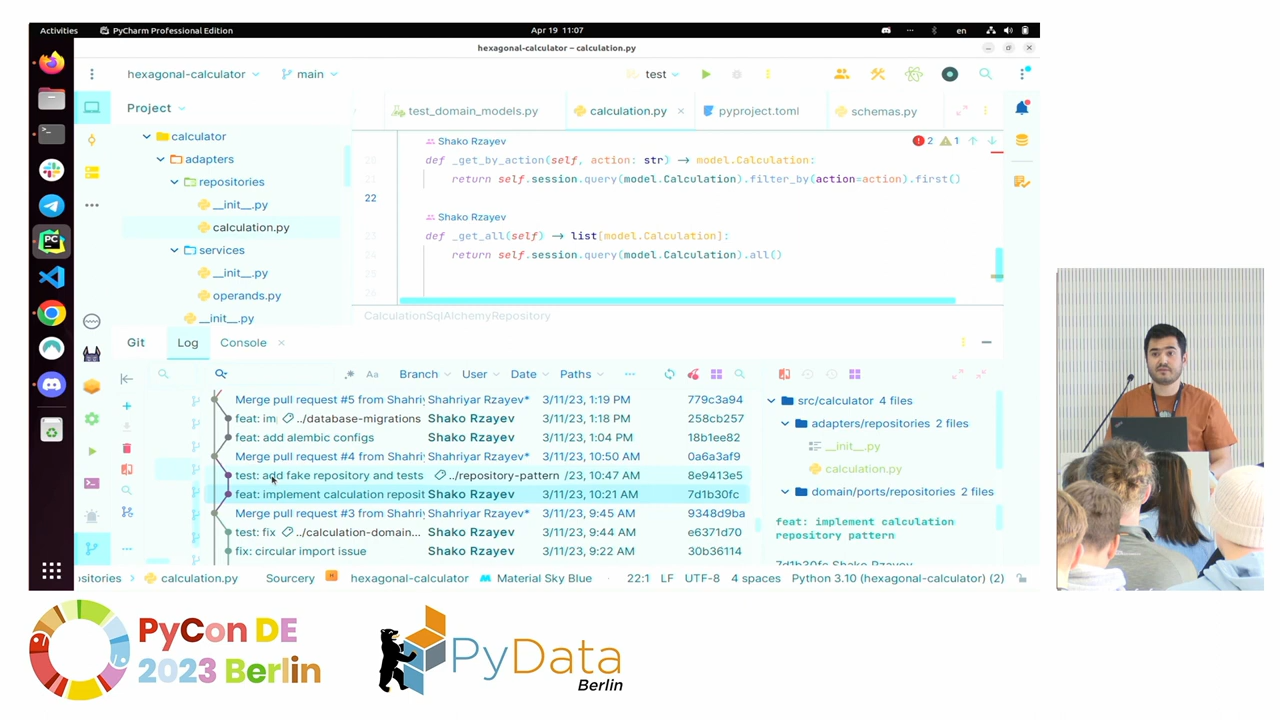 Activities PyCharm Professional Edition Apr 19 11:07 en
hexagonal-calculator – calculation.py
hexagonal-calculator main test
Project test_domain_models.py calculation.py pyproject.toml schemas.py
calculator
adapters
repositories
__init__.py
calculation.py
services
__init__.py
operands.py
__init__.py
Shako Rzayev 2 1
20 def _get_by_action(self, action: str) → model.Calculation:
21 return self.session.query(model.Calculation).filter_by(action=action).first()
22
Shako Rzayev
23 def _get_all(self) → list[model.Calculation]:
24 return self.session.query(model.Calculation).all()
25
26
CalculationSqlAlchemyRepository
Git Log Console
.* Aa Branch User Date Paths
Merge pull request #5 from Shahri Shahriyar Rzayev* 3/11/23, 1:19 PM 779c3a94
feat: im ../database-migrations Shako Rzayev 3/11/23, 1:18 PM 258cb257
feat: add alembic configs Shako Rzayev 3/11/23, 1:04 PM 18b1ee82
Merge pull request #4 from Shahri Shahriyar Rzayev* 3/11/23, 10:50 AM 0a6a3af9
test: add fake repository and tests ../repository-pattern /23, 10:47 AM 8e9413e5
feat: implement calculation reposit Shako Rzayev 3/11/23, 10:21 AM 7d1b30fc
Merge pull request #3 from Shahri Shahriyar Rzayev* 3/11/23, 9:45 AM 9348d9ba
test: fix ../calculation-domain... Shako Rzayev 3/11/23, 9:44 AM e6371d70
fix: circular import issue Shako Rzayev 3/11/23, 9:22 AM 30b36114
src/calculator 4 files
adapters/repositories 2 files
__init__.py
calculation.py
domain/ports/repositories 2 files
feat: implement calculation
repository pattern
sitories calculation.py Sourcery hexagonal-calculator Material Sky Blue 22:1 LF UTF-8 4 spaces Python 3.10 (hexagonal-calculator) (2)
PyCon DE
2023 Berlin
PyData
Berlin